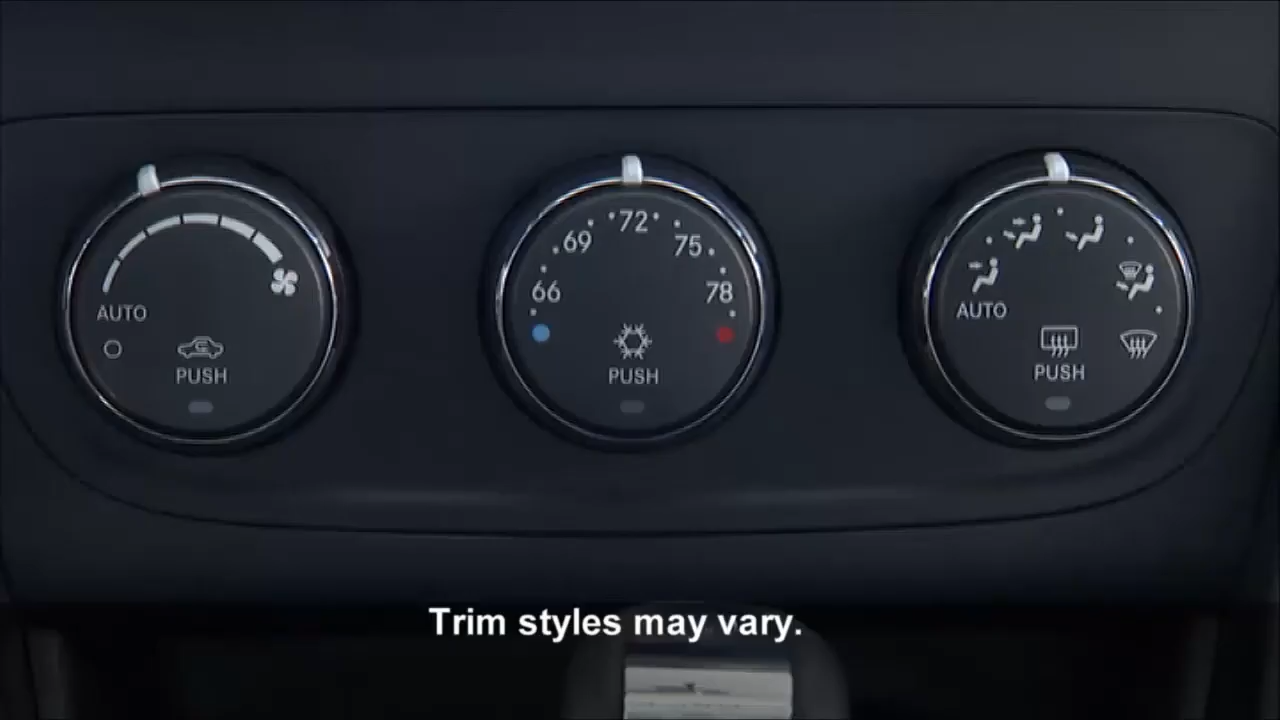 72
69
75
66
78
AUTO
AUTO
PUSH
PUSH
PUSH
Trim styles may vary.